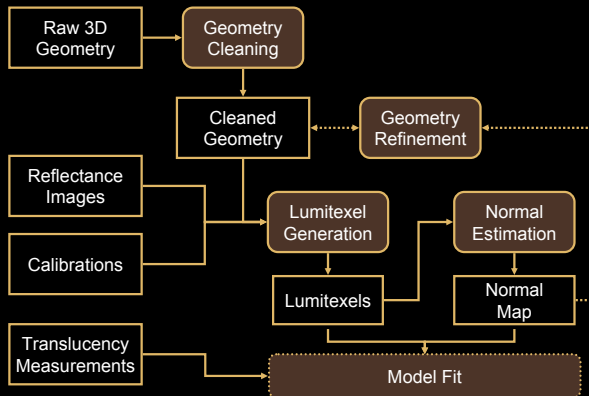 Raw 3D
Geometry
Geometry
Cleaning
Cleaned
Geometry
Geometry
Refinement
Reflectance
Images
Lumitexel
Generation
Normal
Estimation
Calibrations
Lumitexels
Normal
Map
Translucency
Measurements
Model Fit